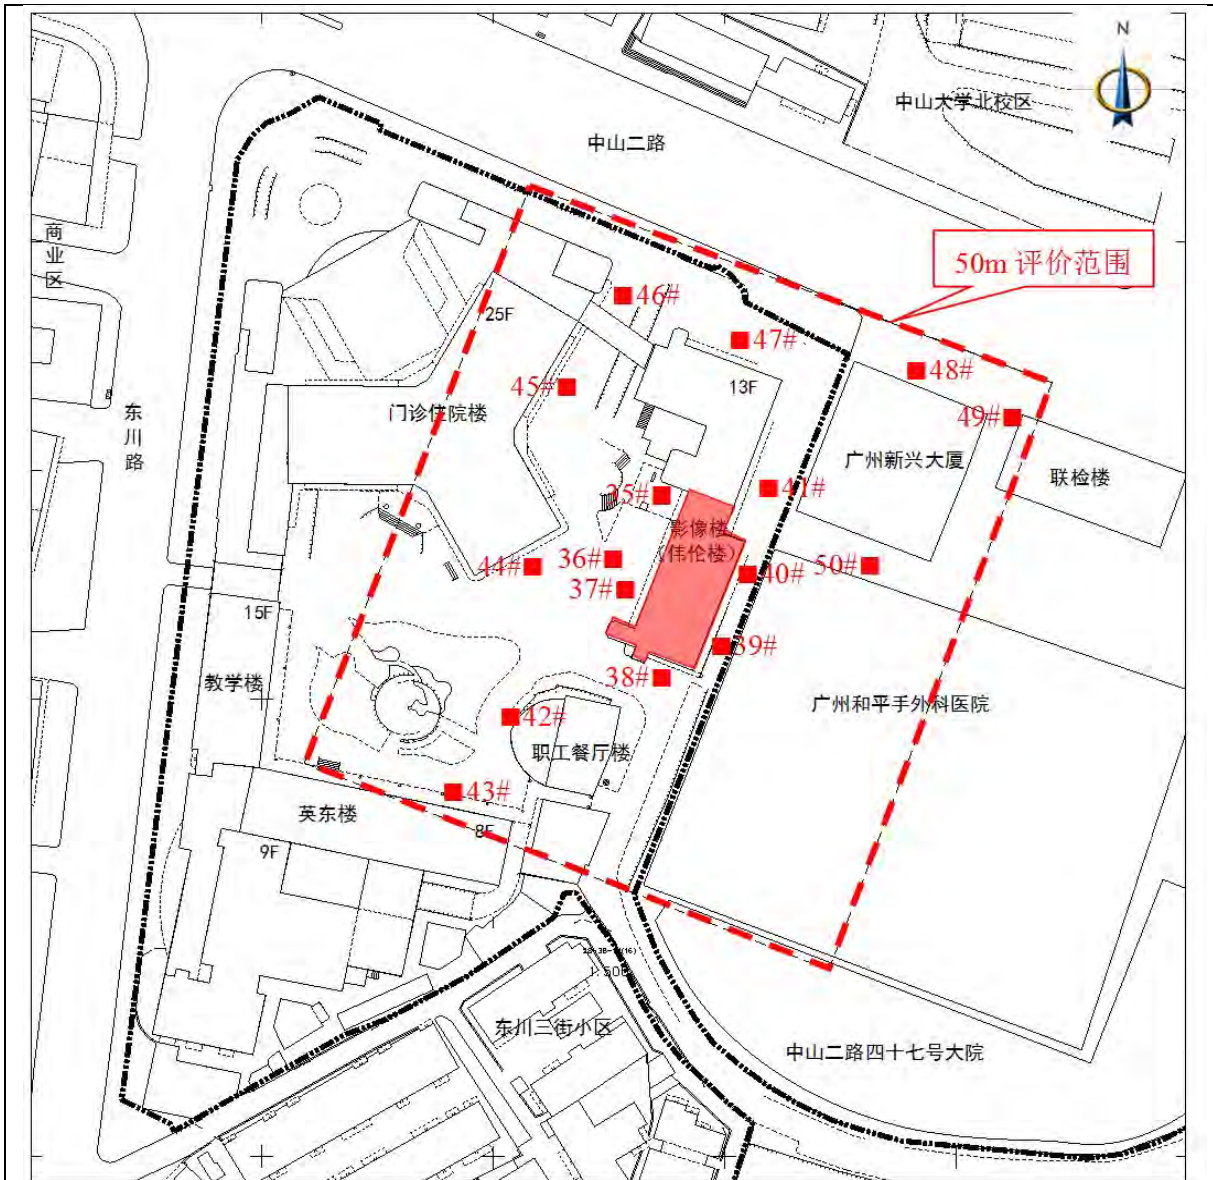 N
中山大学北校区
中山二路
商业区
50m 评价范围
46#
25F
47#
48#
45#
13F
49#
门诊住院楼
东川路
广州新兴大厦
联检楼
35#
41#
影像楼
（伟伦楼）
36#
44#
50#
40#
37#
15F
39#
38#
教学楼
广州和平手外科医院
42#
职工餐厅楼
43#
英东楼
8F
9F
东川三街小区
中山二路四十七号大院